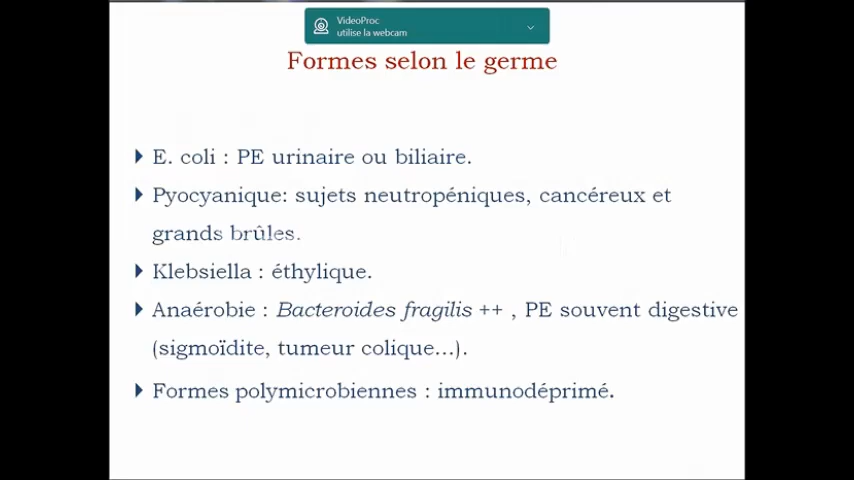 VideoProc
utilise la webcam
Formes selon le germe
E. coli : PE urinaire ou biliaire.
Pyocyanique: sujets neutropéniques, cancéreux et
grands brûles.
Klebsiella : éthylique.
Anaérobie : Bacteroides fragilis ++ , PE souvent digestive
(sigmoïdite, tumeur colique...).
Formes polymicrobiennes : immunodéprimé.